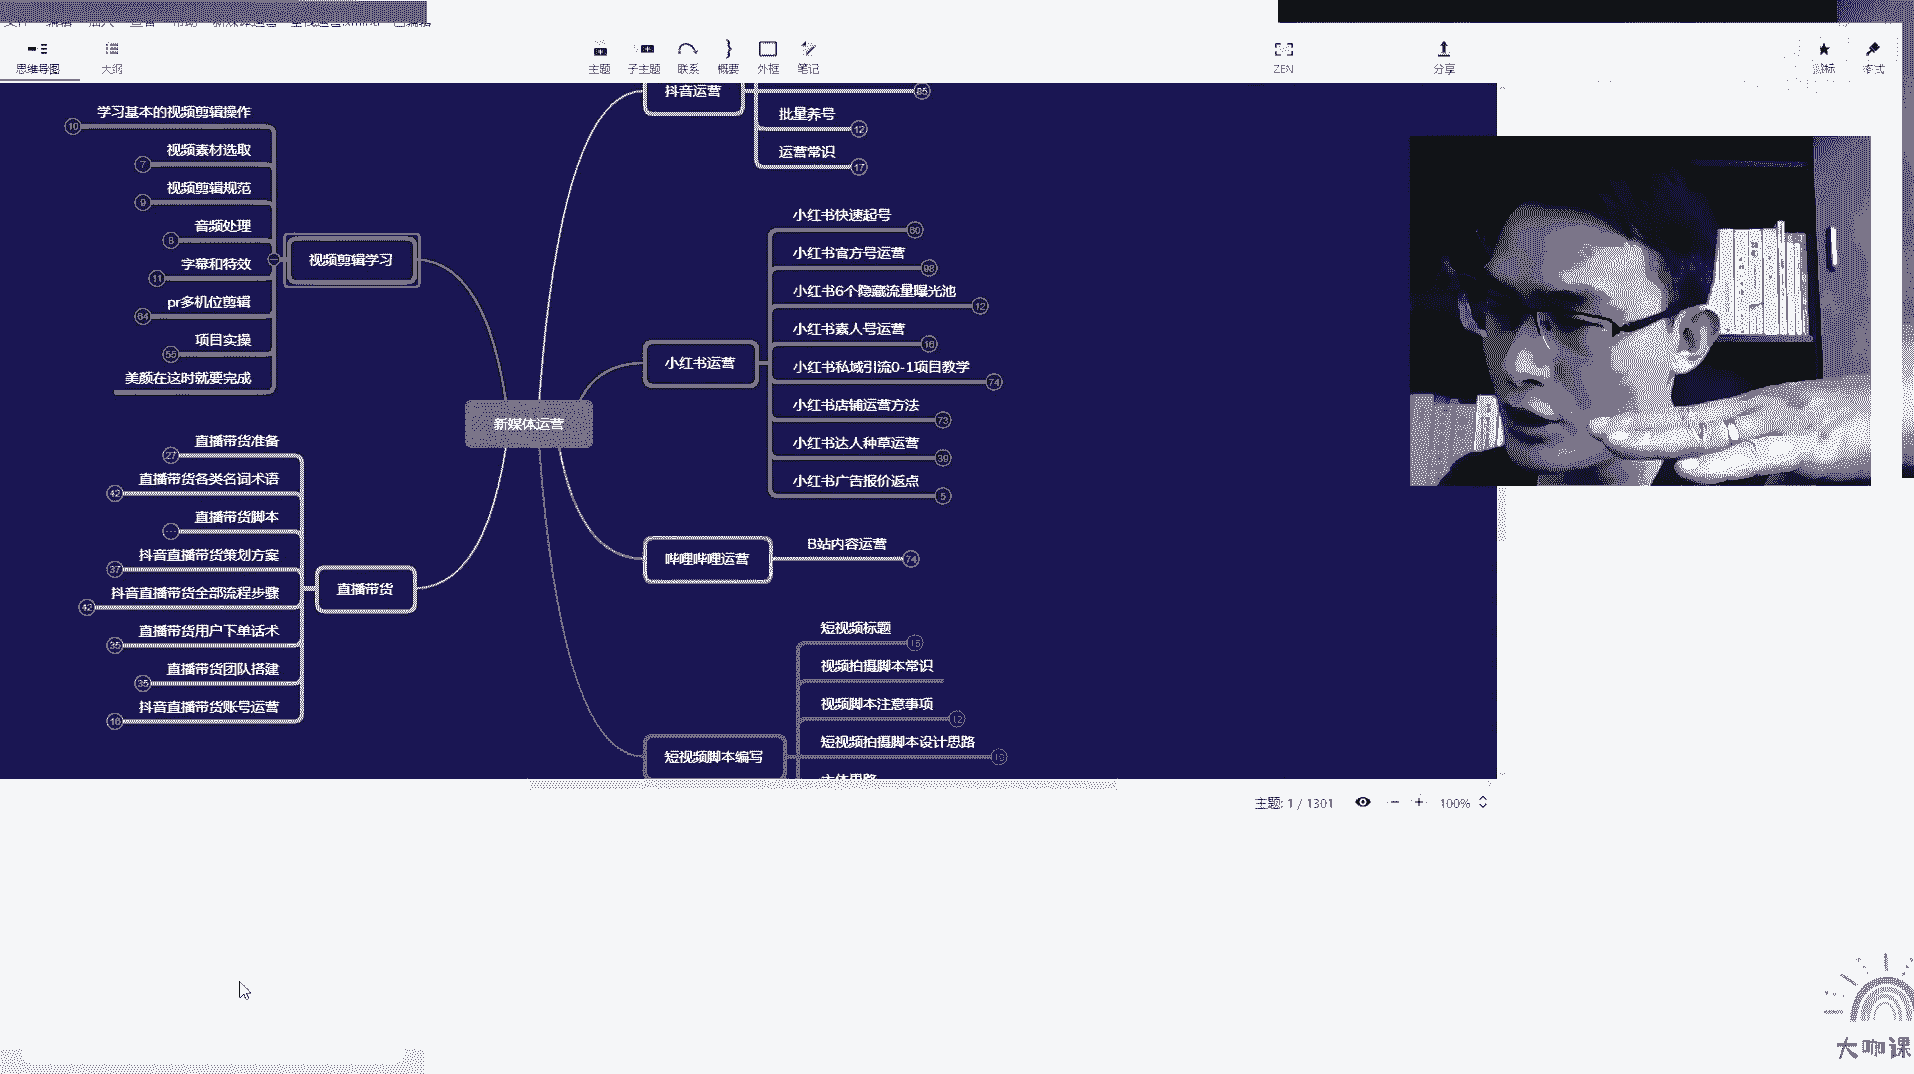 思维导图
大纲
主题
子主题
联系
概要
外框
笔记
ZEN
分享
格式
学习基本的视频剪辑操作
10
视频素材选取
7
视频剪辑规范
9
音频处理
8
字幕和特效
11
pr多机位剪辑
64
项目实操
55
美颜在这时就要完成
视频剪辑学习
直播带货准备
27
直播带货各类名词术语
42
直播带货脚本
抖音直播带货策划方案
37
抖音直播带货全部流程步骤
42
直播带货用户下单话术
35
直播带货团队搭建
35
抖音直播带货账号运营
16
直播带货
新媒体运营
抖音运营
85
批量养号
12
运营常识
17
小红书快速起号
60
小红书官方号运营
98
小红书6个隐藏流量曝光池
12
小红书素人号运营
16
小红书私域引流0-1项目教学
74
小红书店铺运营方法
73
小红书达人种草运营
39
小红书广告报价返点
5
小红书运营
哔哩哔哩运营
B站内容运营
74
短视频标题
15
视频拍摄脚本常识
视频脚本注意事项
12
短视频拍摄脚本设计思路
短视频脚本编写
主体思路
主题: 1 / 1301
100%
大咖课